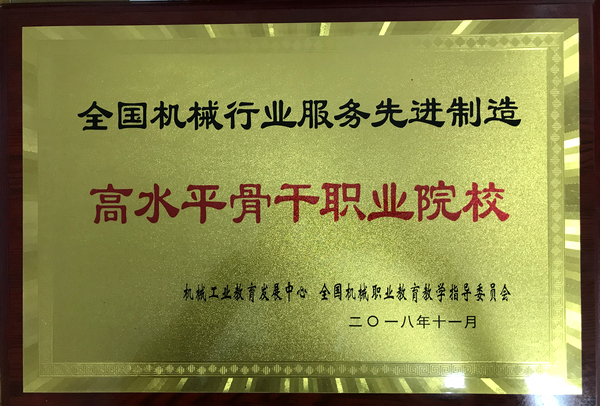 全国机械行业服务先进制造
高水平骨干职业院校
机械工业教育发展中心 全国机械职业教育教学指导委员会
二〇一八年十一月